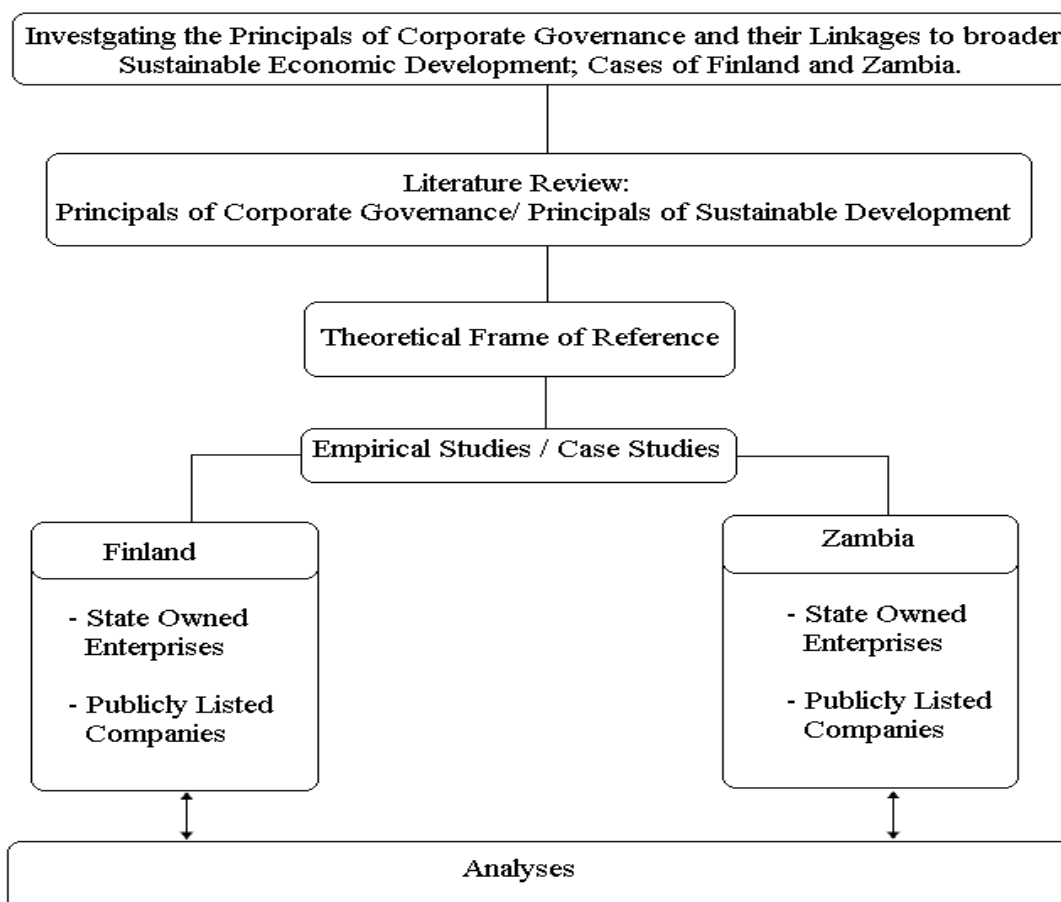 Investgating the Principals of Corporate Governance and their Linkages to broader
Sustainable Economic Development; Cases of Finland and Zambia.
Literature Review:
Principals of Corporate Governance/ Principals of Sustainable Development
Theoretical Frame of Reference
Empirical Studies / Case Studies
Finland
- State Owned
Enterprises
- Publicly Listed
Companies
Zambia
- State Owned
Enterprises
- Publicly Listed
Companies
Analyses